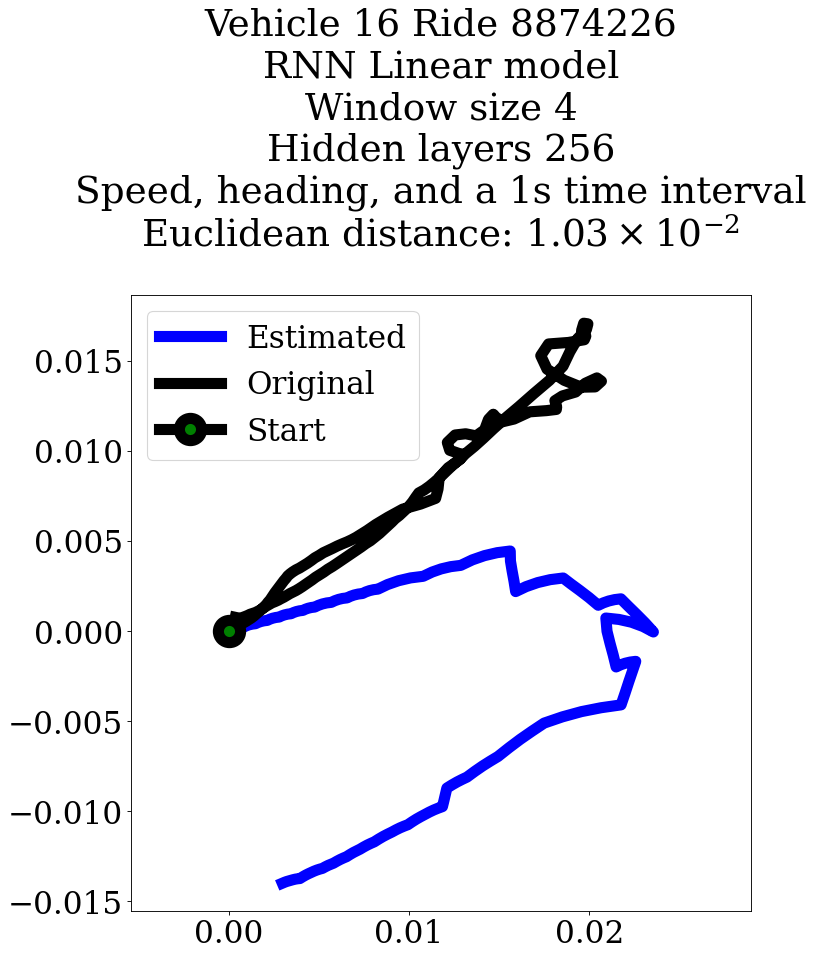 Vehicle 16 Ride 8874226
RNN Linear model
Window size 4
Hidden layers 256
Speed, heading, and a 1s time interval
Euclidean distance: 1.03 × 10⁻²
Estimated
Original
Start
0.015
0.010
0.005
0.000
−0.005
−0.010
−0.015
0.00 0.01 0.02